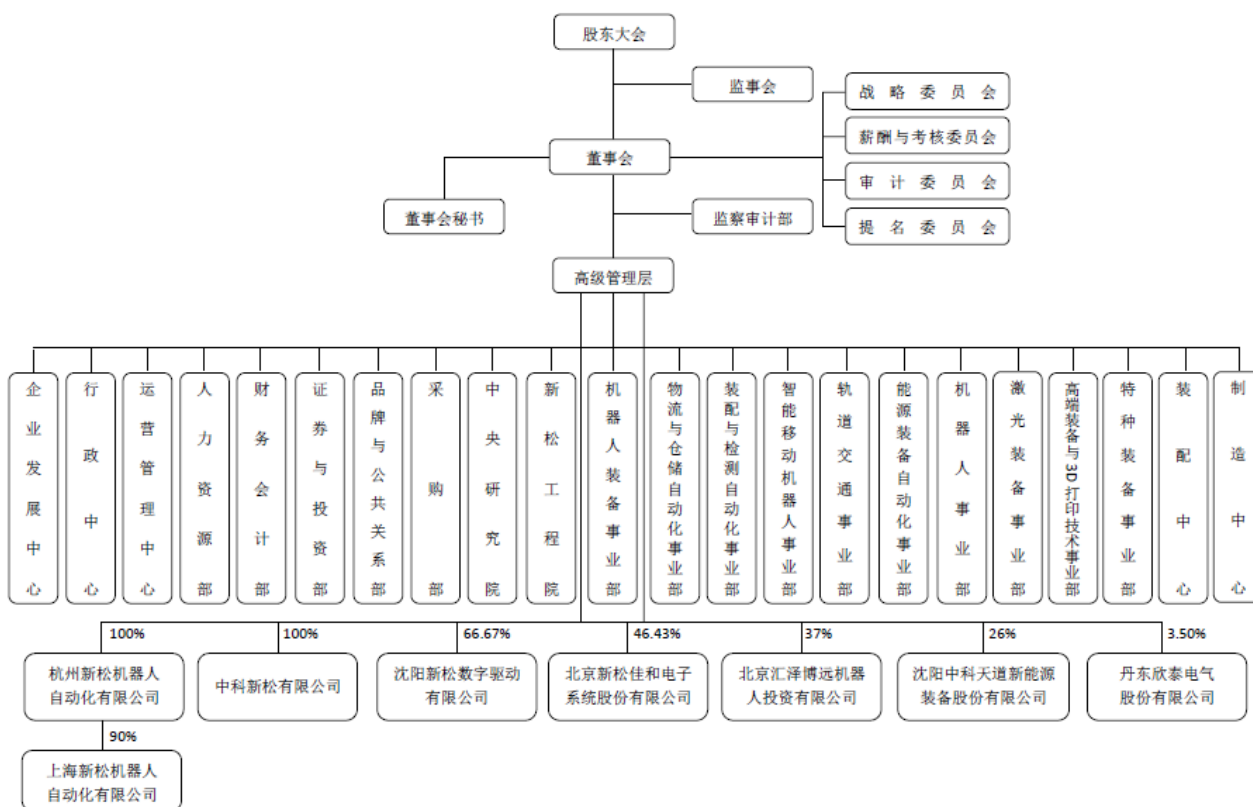 股东大会
监事会
战略委员会
薪酬与考核委员会
董事会
审计委员会
董事会秘书
监察审计部
提名委员会
高级管理层
企业发展中心
行政中心
运营管理中心
人力资源部
财务会计部
证券与投资部
品牌与公共关系部
采购部
中央研究院
新松工程院
机器人装备事业部
物流与仓储自动化事业部
装配与检测自动化事业部
智能移动机器人事业部
轨道交通事业部
能源装备自动化事业部
机器人事业部
激光装备事业部
高端装备与3D打印技术事业部
特种装备事业部
装配中心
制造中心
100%
100%
66.67%
46.43%
37%
26%
3.50%
杭州新松机器人
自动化有限公司
中科新松有限公司
沈阳新松数字驱动
有限公司
北京新松佳和电子
系统股份有限公司
北京汇泽博远机器
人投资有限公司
沈阳中科天道新能源
装备股份有限公司
丹东欣泰电气
股份有限公司
90%
上海新松机器人
自动化有限公司